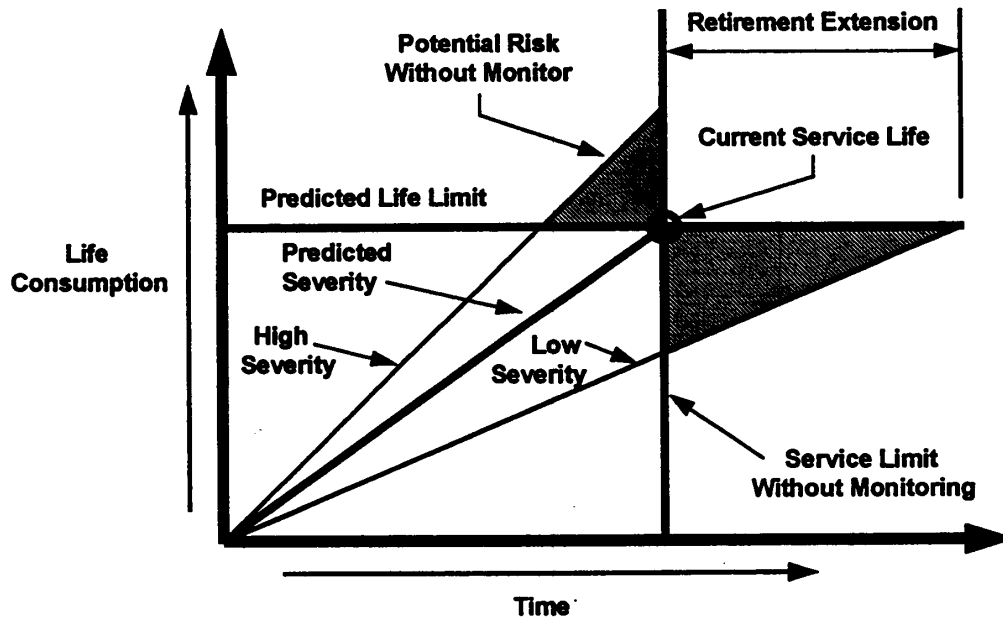 Retirement Extension
Potential Risk
Without Monitor
Current Service Life
Predicted Life Limit
Life
Consumption
Predicted
Severity
High
Severity
Low
Severity
Service Limit
Without Monitoring
Time